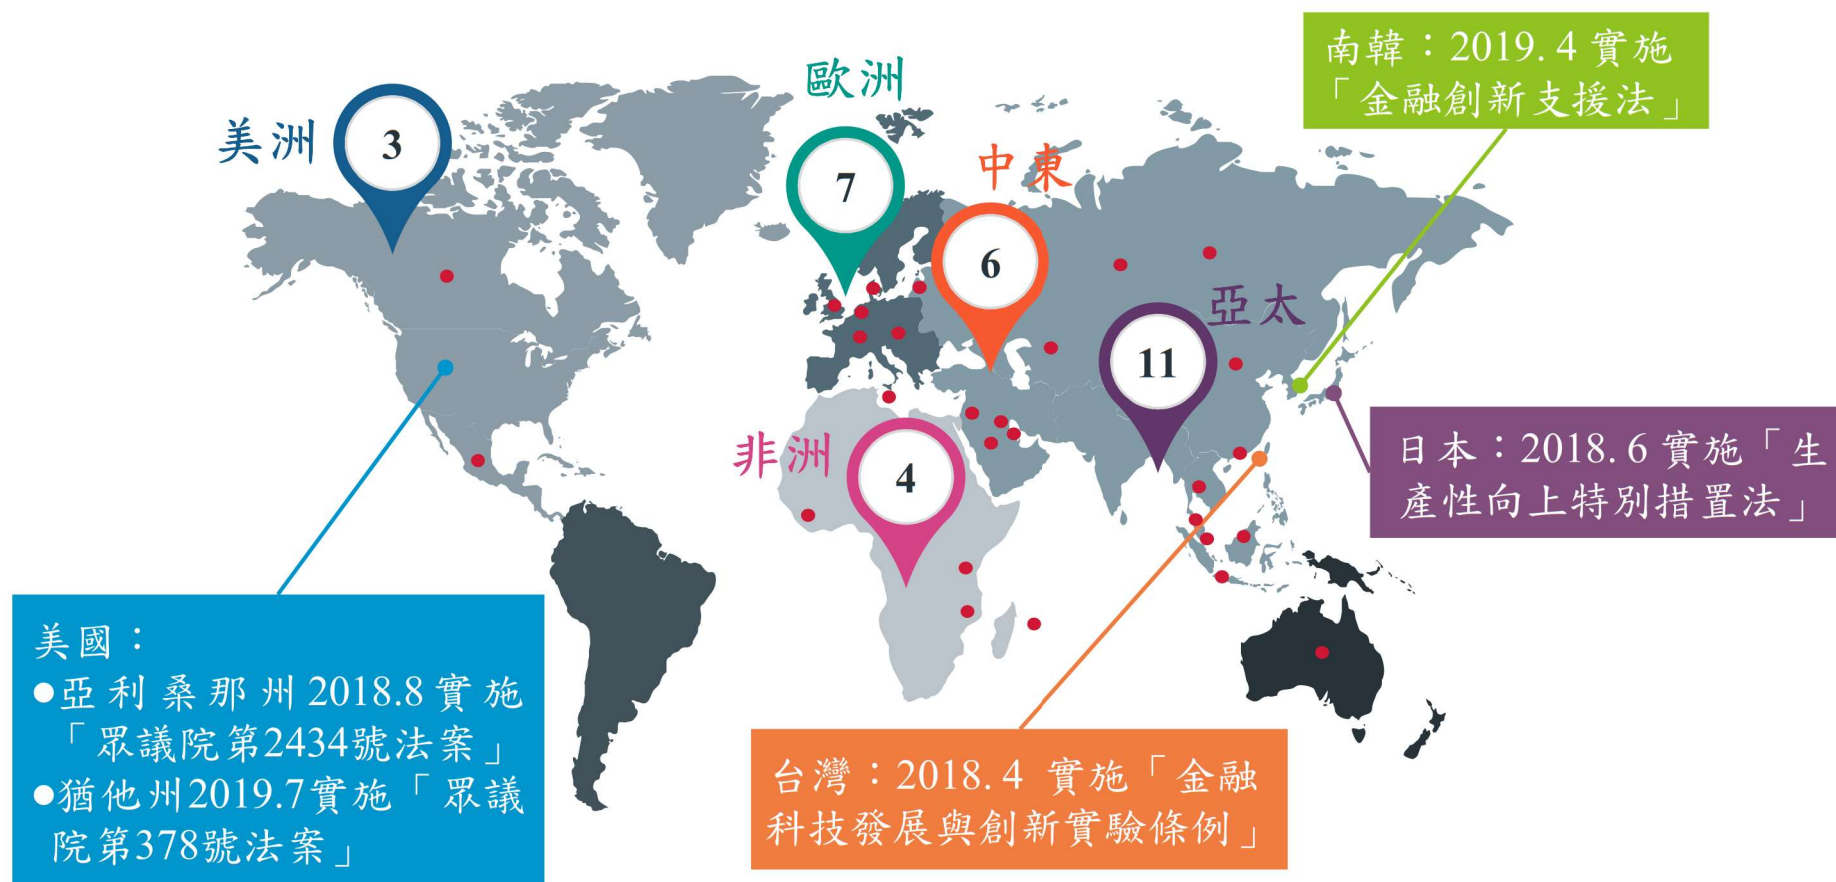 南韓：2019.4 實施
「金融創新支援法」
歐洲
美洲
3
7
中東
6
亞太
11
非洲
4
日本：2018.6 實施「生
產性向上特別措置法」
美國：
●亞利桑那州2018.8實施
「眾議院第2434號法案」
●猶他州2019.7實施「眾議
院第378號法案」
台灣：2018.4 實施「金融
科技發展與創新實驗條例」